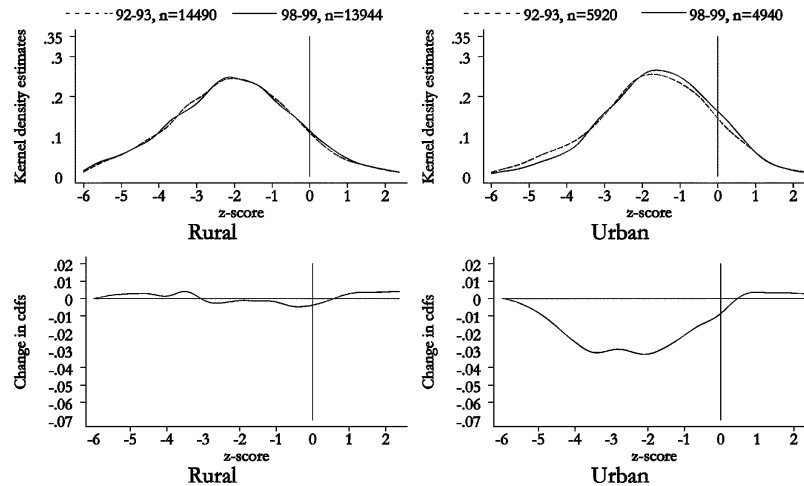 92-93, n=14490 98-99, n=13944
92-93, n=5920 98-99, n=4940
Kernel density estimates
.35
.3
.2
.1
0
-6 -5 -4 -3 -2 -1 0 1 2
z-score
Rural
Kernel density estimates
.35
.3
.2
.1
0
-6 -5 -4 -3 -2 -1 0 1 2
z-score
Urban
Change in cdfs
.02
.01
0
-.01
-.02
-.03
-.04
-.05
-.06
-.07
-6 -5 -4 -3 -2 -1 0 1 2
z-score
Rural
Change in cdfs
.02
.01
0
-.01
-.02
-.03
-.04
-.05
-.06
-.07
-6 -5 -4 -3 -2 -1 0 1 2
z-score
Urban